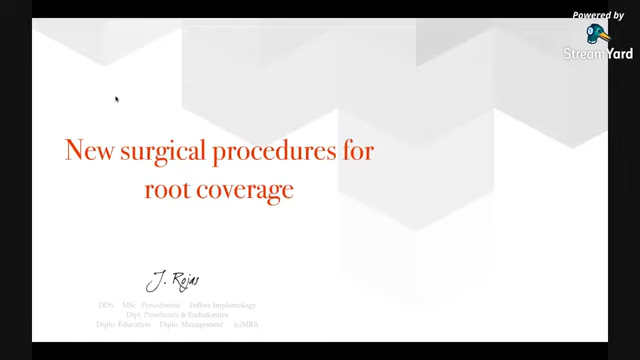 Powered by
StreamYard
New surgical procedures for
root coverage
J. Rojas
DDS MSc Periodontist Fellow Implantology
Dipl. Prosthetics & Endodontics
Diplo. Education Diplo. Management (c)MBA